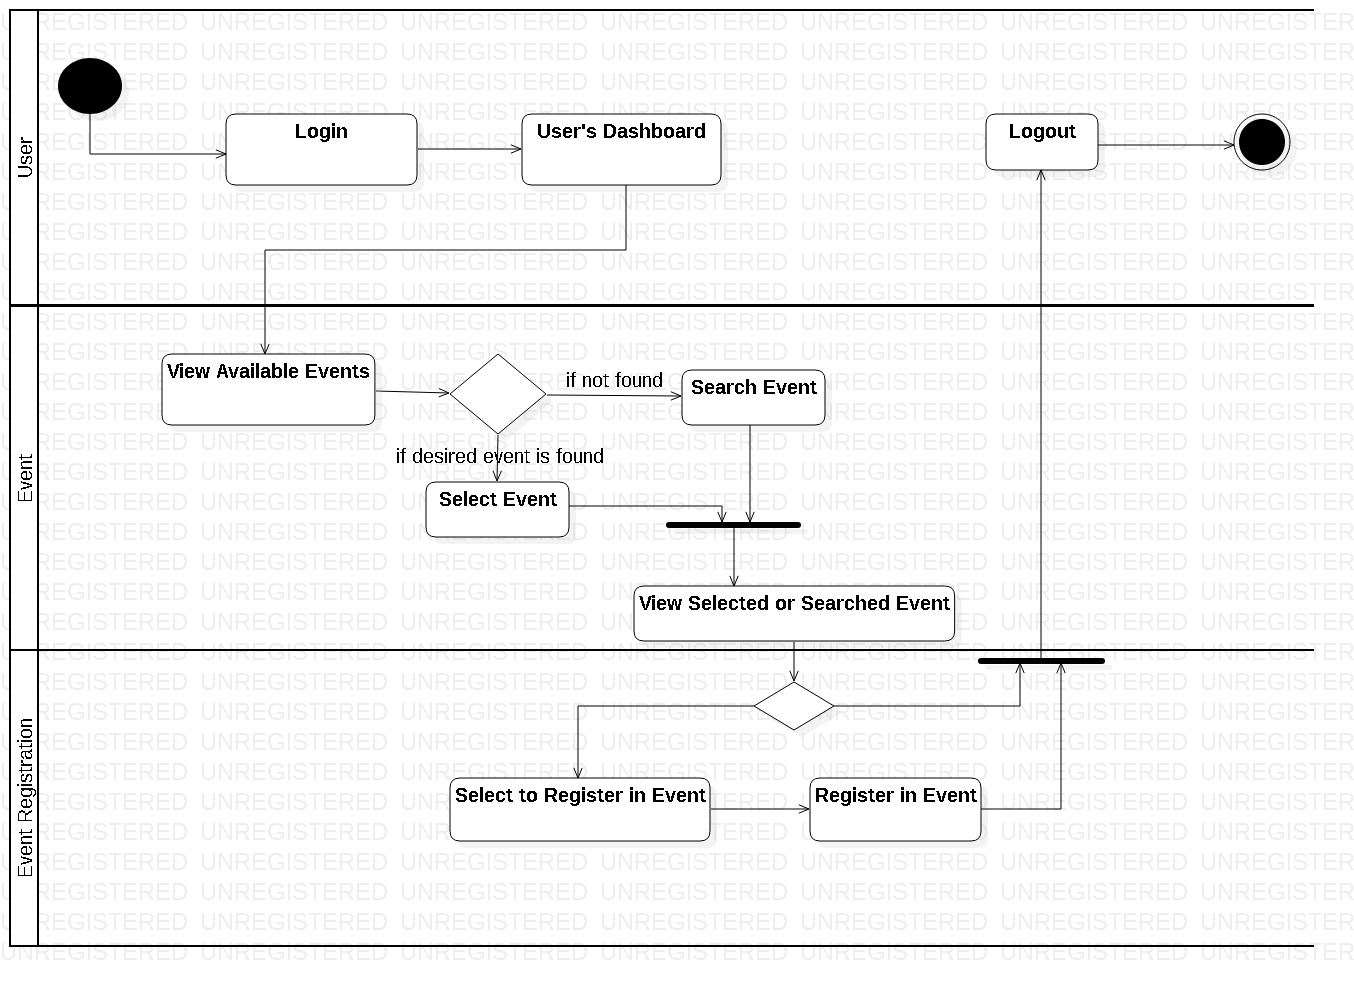 User
Login
User's Dashboard
Logout
Event
View Available Events
if not found
Search Event
if desired event is found
Select Event
View Selected or Searched Event
Event Registration
Select to Register in Event
Register in Event
UNREGISTERED